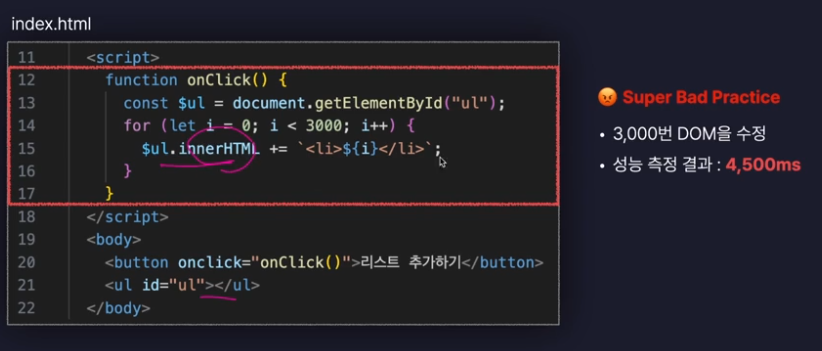 index.html
11 <script>
12 function onClick() {
13 const $ul = document.getElementById("ul");
14 for (let i = 0; i < 3000; i++) {
15 $ul.innerHTML += `<li>${i}</li>`;
16 }
17 }
18 </script>
19 <body>
20 <button onclick="onClick()">리스트 추가하기</button>
21 <ul id="ul"></ul>
22 </body>
😡 Super Bad Practice
• 3,000번 DOM을 수정
• 성능 측정 결과 : 4,500ms